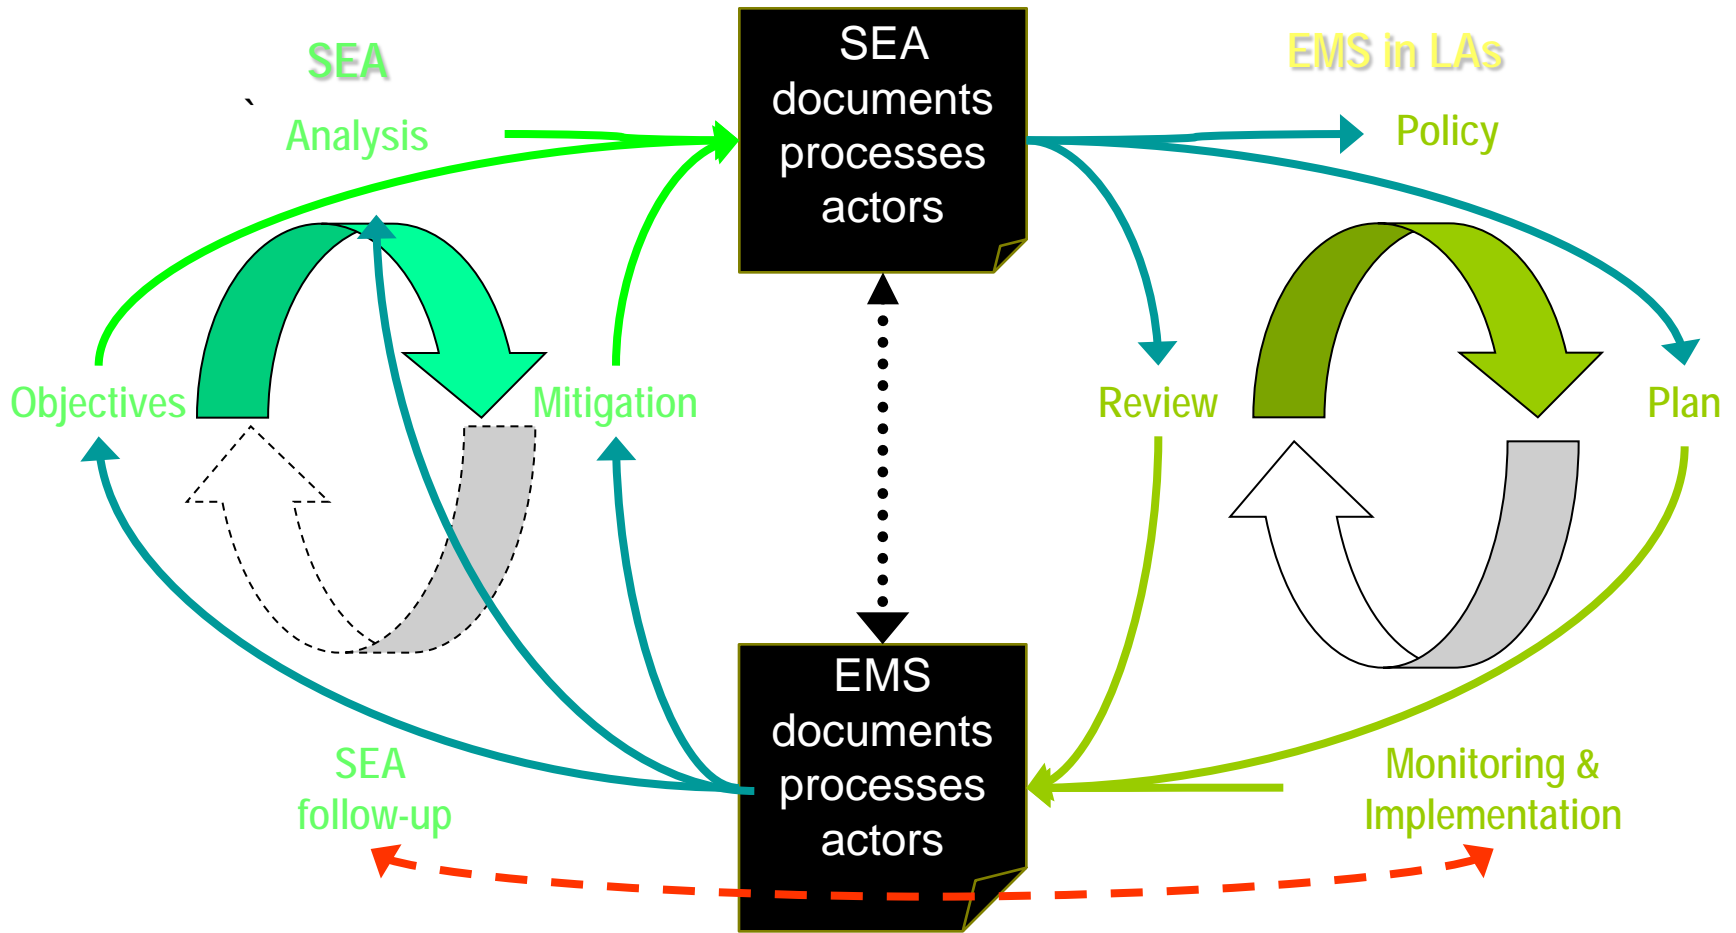 SEA
`
Analysis
Objectives
Mitigation
SEA
follow-up
SEA
documents
processes
actors
EMS
documents
processes
actors
EMS in LAs
Policy
Review
Plan
Monitoring &
Implementation